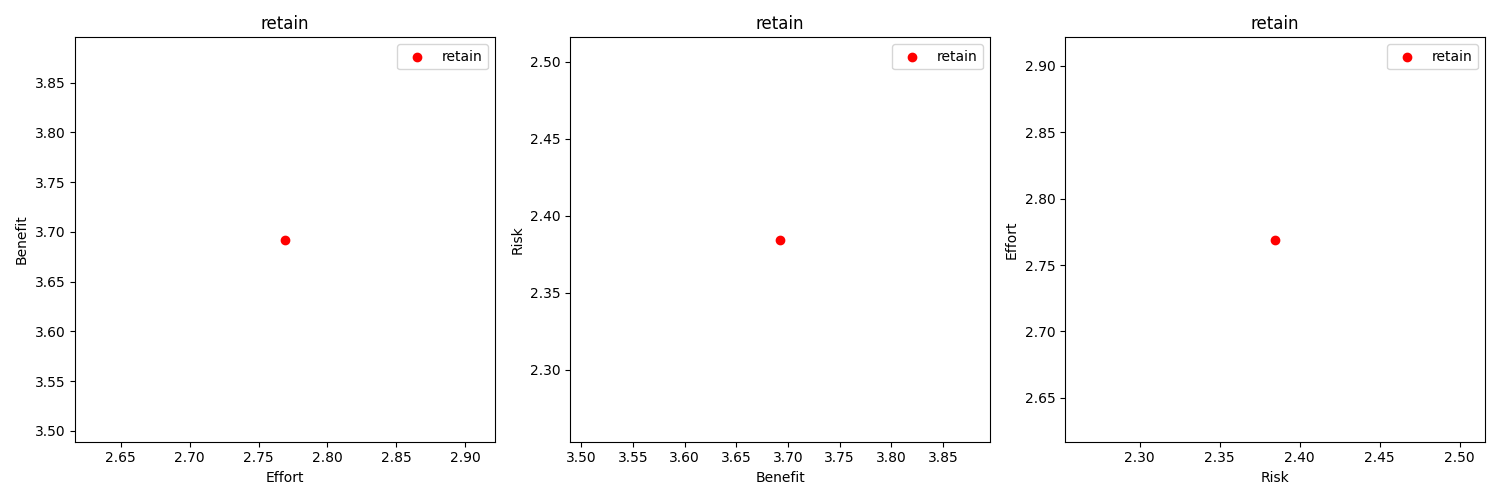 retain
retain
3.85
3.80
3.75
3.70
3.65
3.60
3.55
3.50
Benefit
2.65 2.70 2.75 2.80 2.85 2.90
Effort
retain
retain
2.50
2.45
2.40
2.35
2.30
Risk
3.50 3.55 3.60 3.65 3.70 3.75 3.80 3.85
Benefit
retain
retain
2.90
2.85
2.80
2.75
2.70
2.65
Effort
2.30 2.35 2.40 2.45 2.50
Risk